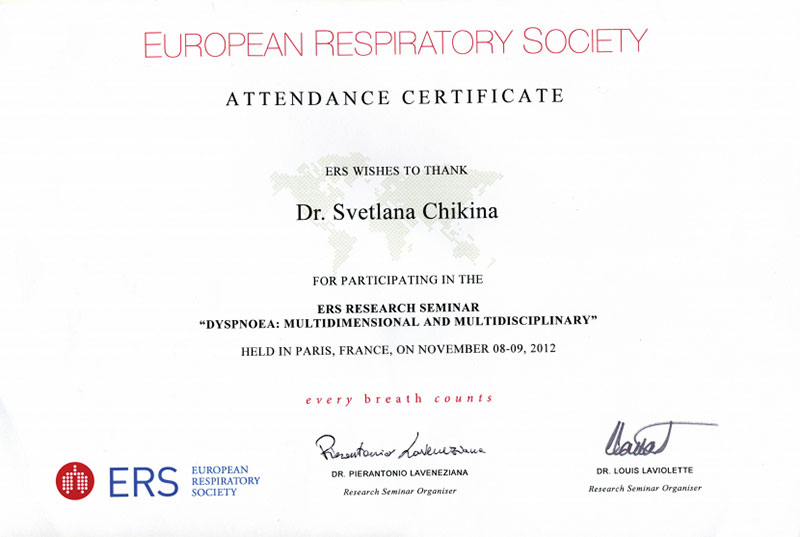 EUROPEAN RESPIRATORY SOCIETY
ATTENDANCE CERTIFICATE
ERS WISHES TO THANK
Dr. Svetlana Chikina
FOR PARTICIPATING IN THE
ERS RESEARCH SEMINAR
“DYSPNOEA: MULTIDIMENSIONAL AND MULTIDISCIPLINARY”
HELD IN PARIS, FRANCE, ON NOVEMBER 08-09, 2012
every breath counts
Pierantonio Laveneziana
DR. PIERANTONIO LAVENEZIANA
Research Seminar Organiser
DR. LOUIS LAVIOLETTE
Research Seminar Organiser
ERS
EUROPEAN
RESPIRATORY
SOCIETY